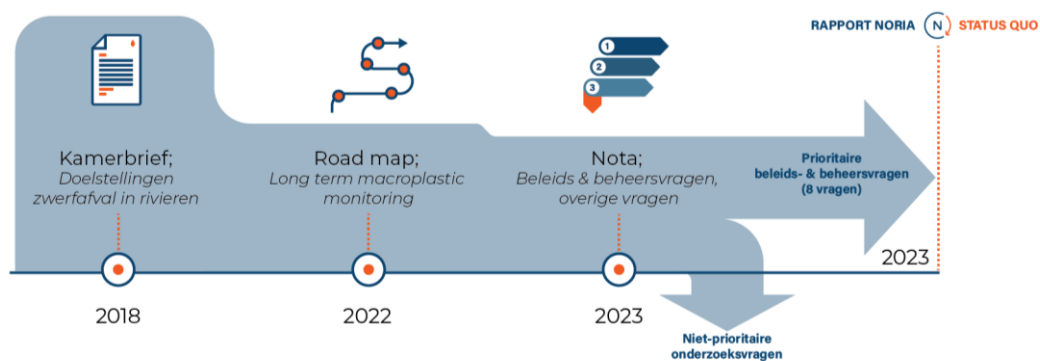 RAPPORT NORIA N STATUS QUO
1
2
3
Kamerbrief;
Doelstellingen
zwerfafval in rivieren
Road map;
Long term macroplastic
monitoring
Nota;
Beleids & beheersvragen,
overige vragen
Prioritaire
beleids- & beheersvragen
(8 vragen)
2023
2018
2022
2023
Niet-prioritaire
onderzoeksvragen